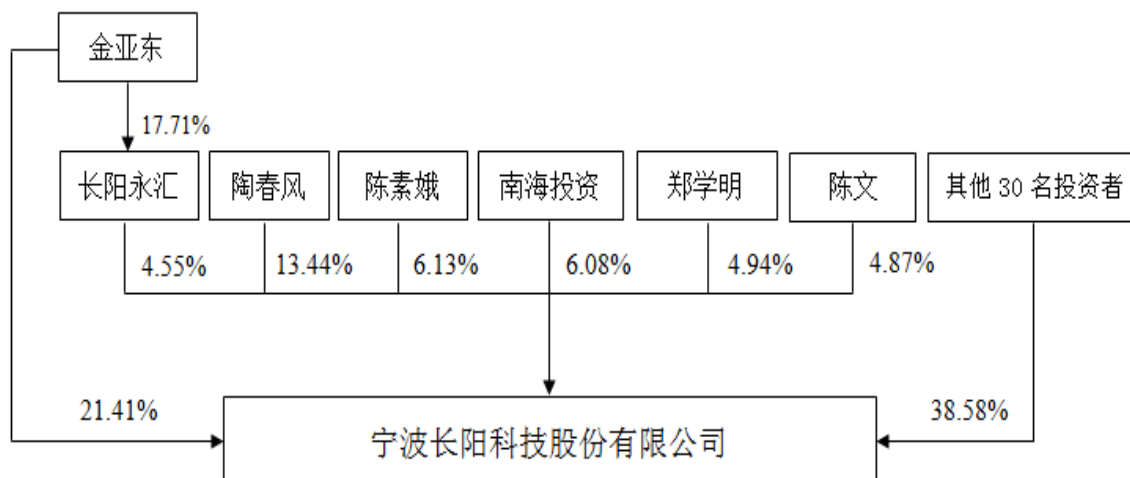 金亚东
17.71%
长阳永汇
陶春风
陈素娥
南海投资
郑学明
陈文
其他 30 名投资者
4.55%
13.44%
6.13%
6.08%
4.94%
4.87%
21.41%
38.58%
宁波长阳科技股份有限公司